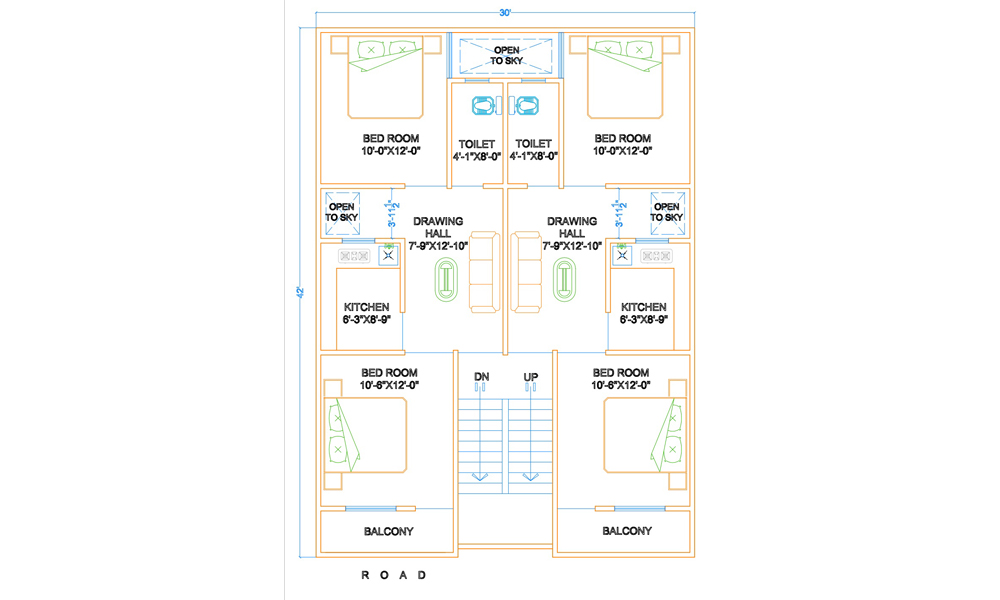 30'
OPEN
TO SKY
BED ROOM
10'-0"X12'-0"
TOILET
4'-1"X8'-0"
TOILET
4'-1"X8'-0"
BED ROOM
10'-0"X12'-0"
OPEN
TO SKY
3'-11½"
DRAWING
HALL
7'-9"X12'-10"
DRAWING
HALL
7'-9"X12'-10"
3'-11½"
OPEN
TO SKY
42'
KITCHEN
6'-3"X8'-9"
KITCHEN
6'-3"X8'-9"
BED ROOM
10'-6"X12'-0"
DN
UP
BED ROOM
10'-6"X12'-0"
BALCONY
BALCONY
ROAD